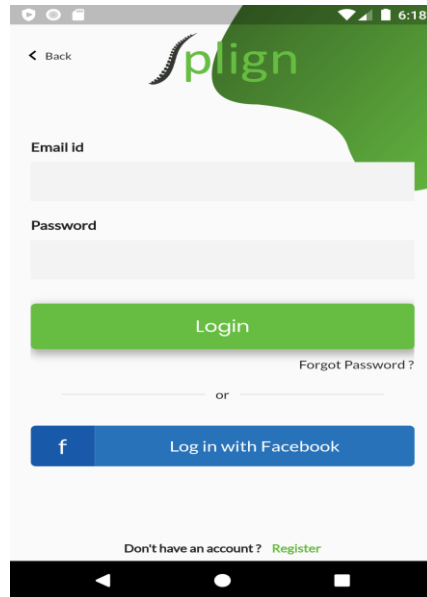 6:18
Back
plign
Email id
Password
Login
Forgot Password ?
or
f
Log in with Facebook
Don't have an account ? Register